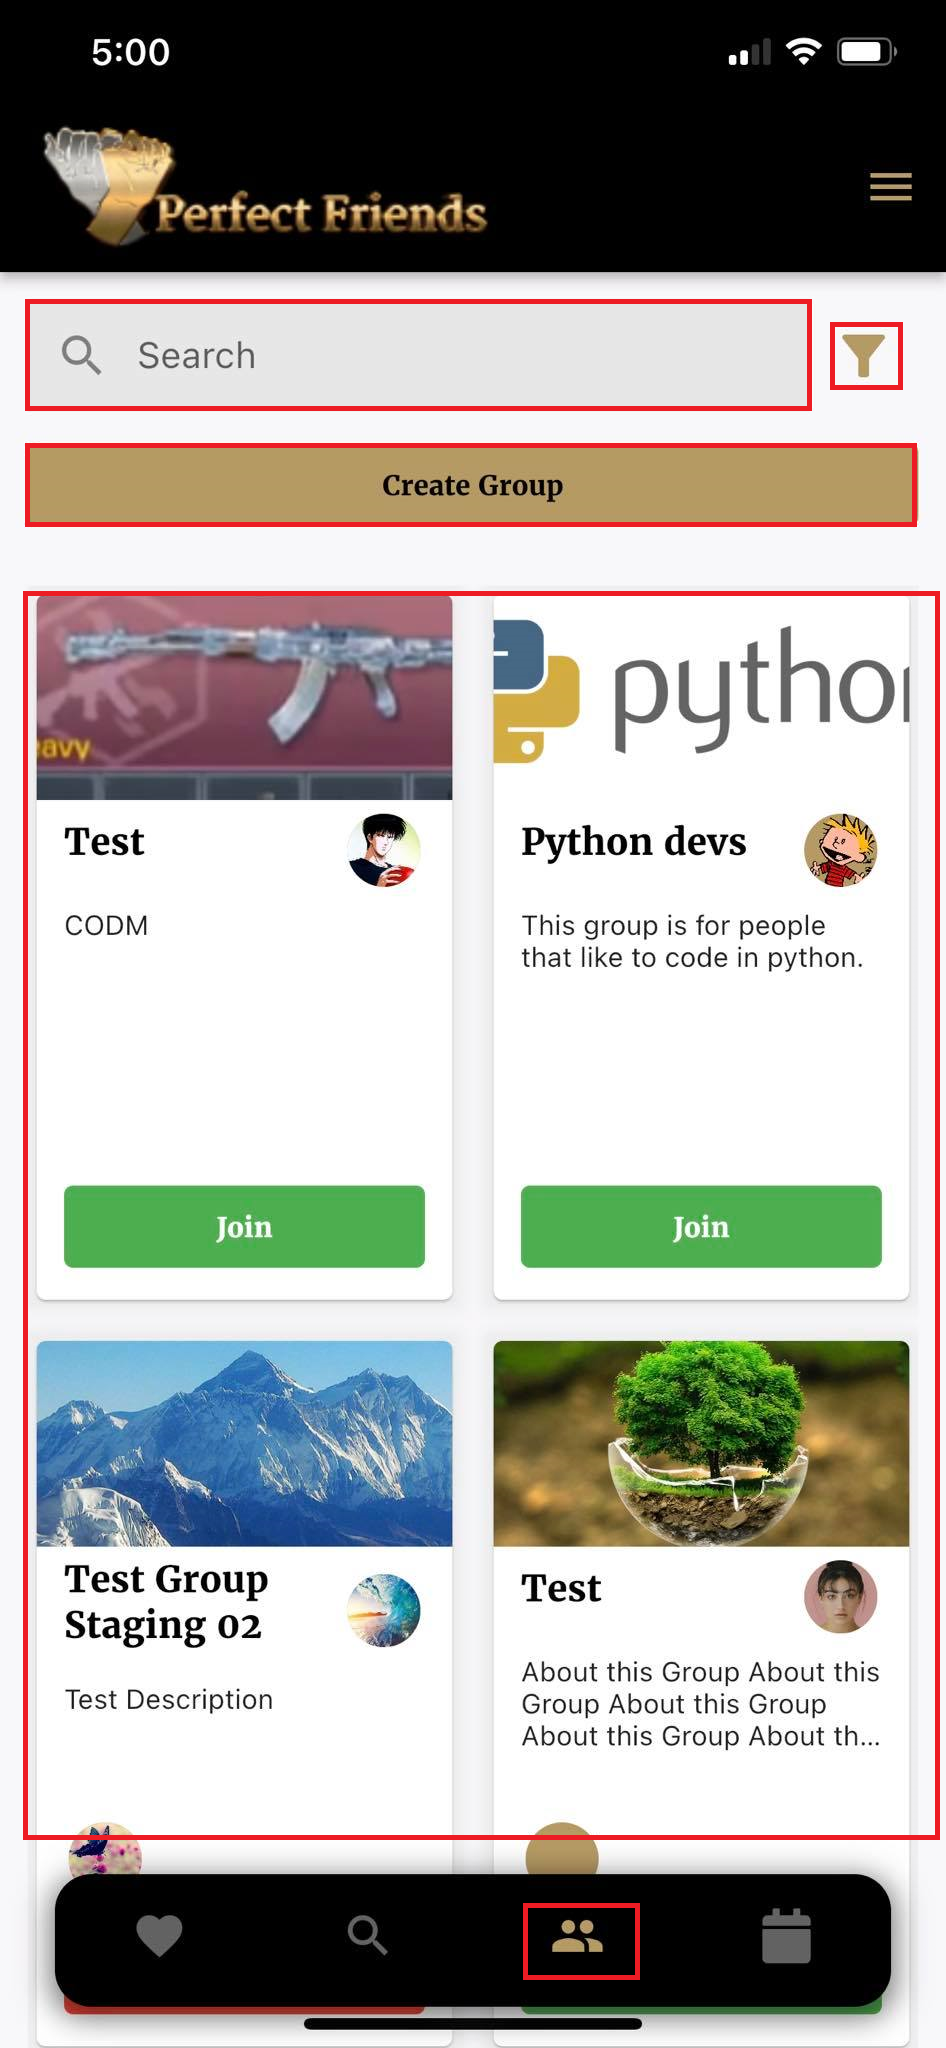 5:00
Perfect Friends
Search
Create Group
eavy
python
Test
CODM
Join
Python devs
This group is for people
that like to code in python.
Join
Test Group
Staging 02
Test Description
Test
About this Group About this
Group About this Group
About this Group About th...